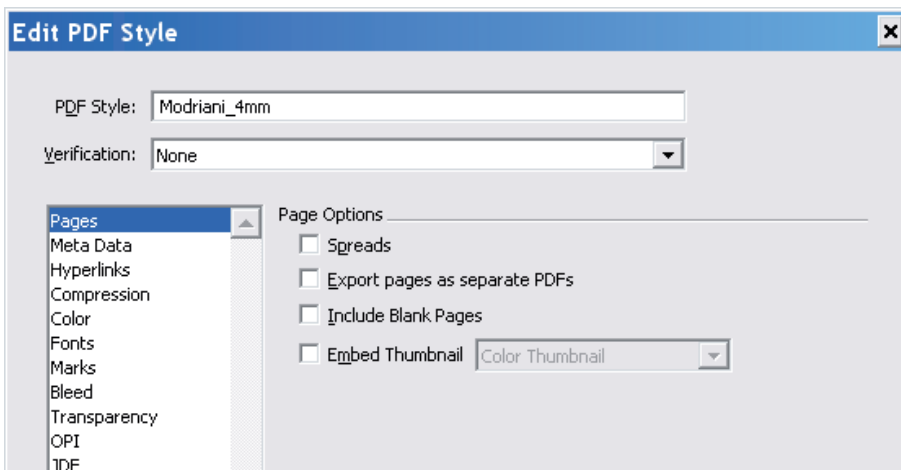 Edit PDF Style
PDF Style: Modriani_4mm
Verification: None
Pages
Meta Data
Hyperlinks
Compression
Color
Fonts
Marks
Bleed
Transparency
OPI
JDF
Page Options
Spreads
Export pages as separate PDFs
Include Blank Pages
Embed Thumbnail Color Thumbnail